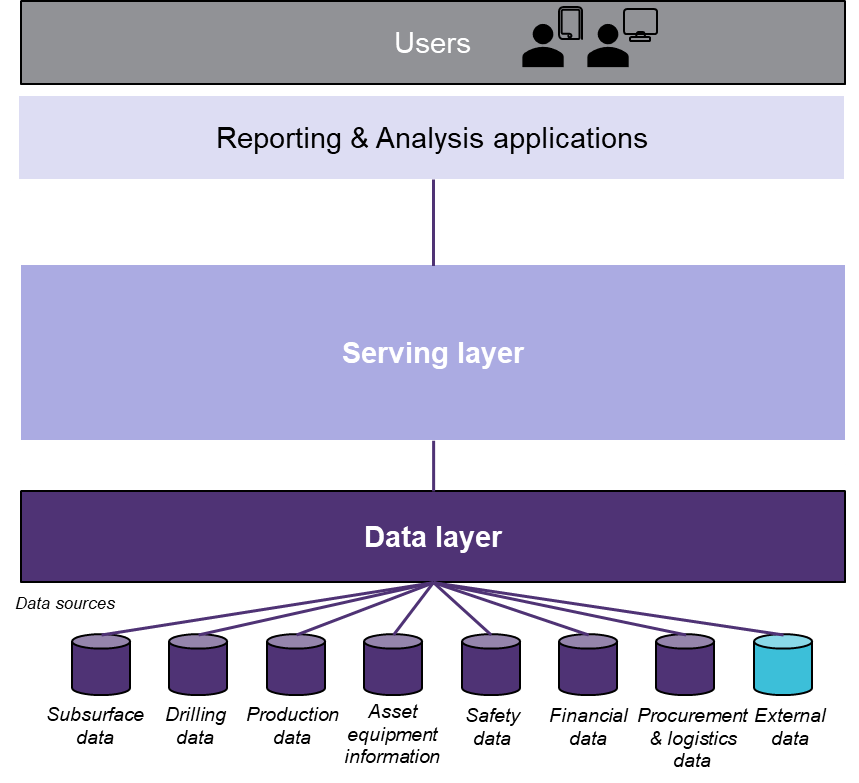 Users
Reporting & Analysis applications
Serving layer
Data layer
Data sources
Subsurface
data
Drilling
data
Production
data
Asset
equipment
information
Safety
data
Financial
data
Procurement
& logistics
data
External
data